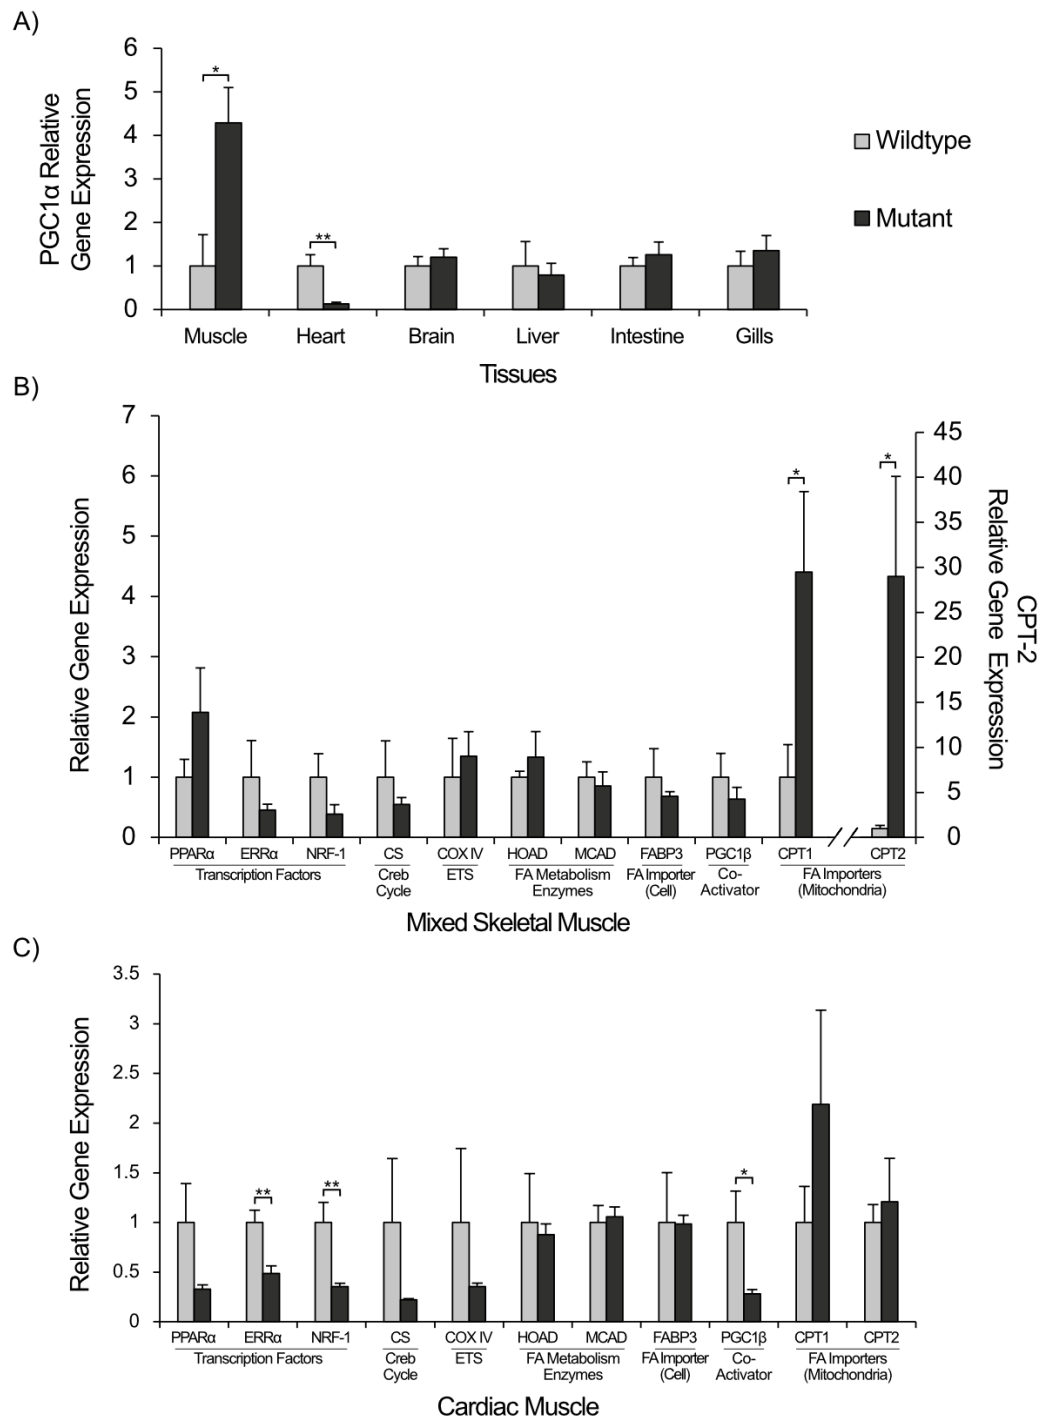 A)
PGC1α Relative
Gene Expression
6
5
4
3
2
1
0
*
**
Muscle Heart Brain Liver Intestine Gills
Tissues
Wildtype
Mutant
B)
Relative Gene Expression
7
6
5
4
3
2
1
0
*
*
45
40
35
30
25
20
15
10
5
0
CPT-2
Relative Gene Expression
PPARα ERRα NRF-1 CS COX IV HOAD MCAD FABP3 PGC1β CPT1 CPT2
Transcription Factors Creb ETS FA Metabolism FA Importer Co- FA Importers
Cycle Enzymes (Cell) Activator (Mitochondria)
Mixed Skeletal Muscle
C)
Relative Gene Expression
3.5
3
2.5
2
1.5
1
0.5
0
**
**
*
PPARα ERRα NRF-1 CS COX IV HOAD MCAD FABP3 PGC1β CPT1 CPT2
Transcription Factors Creb ETS FA Metabolism FA Importer Co- FA Importers
Cycle Enzymes (Cell) Activator (Mitochondria)
Cardiac Muscle